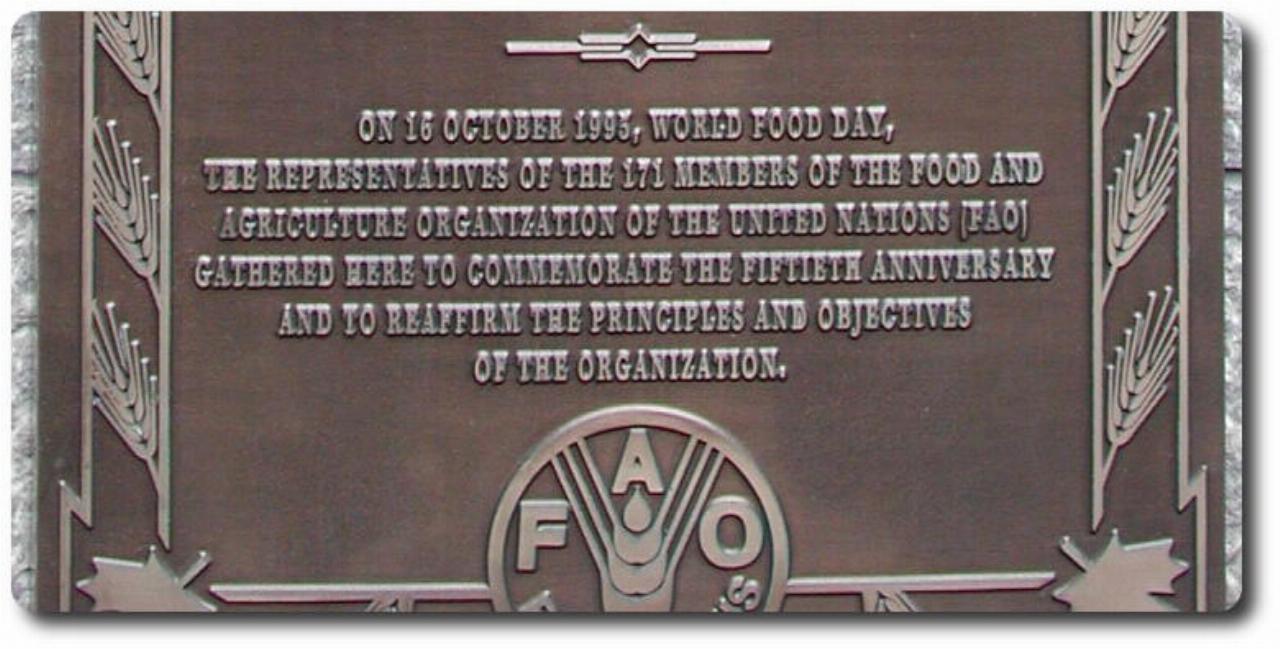 ON 16 OCTOBER 1995, WORLD FOOD DAY,
THE REPRESENTATIVES OF THE 171 MEMBERS OF THE FOOD AND
AGRICULTURE ORGANIZATION OF THE UNITED NATIONS (FAO)
GATHERED HERE TO COMMEMORATE THE FIFTIETH ANNIVERSARY
AND TO REAFFIRM THE PRINCIPLES AND OBJECTIVES
OF THE ORGANIZATION.
F A O